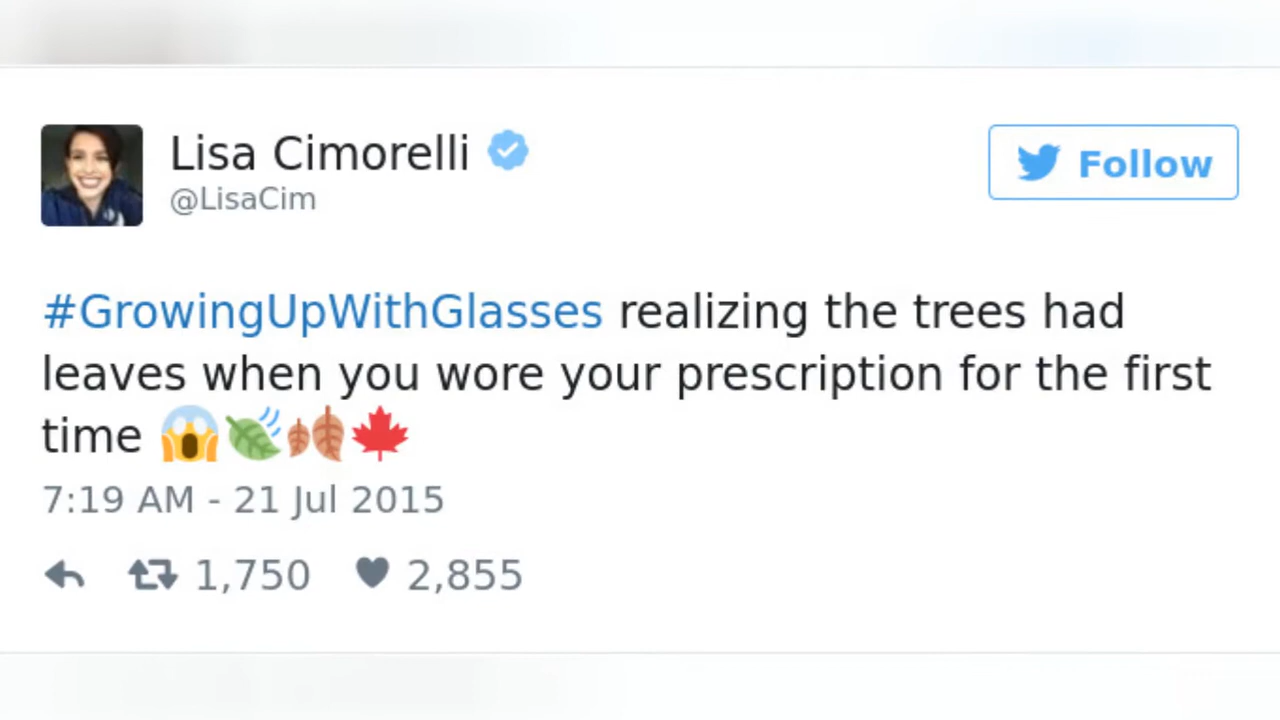 Lisa Cimorelli
@LisaCim
Follow
#GrowingUpWithGlasses realizing the trees had
leaves when you wore your prescription for the first
time 😱🍃🍂🍁
7:19 AM - 21 Jul 2015
1,750 2,855